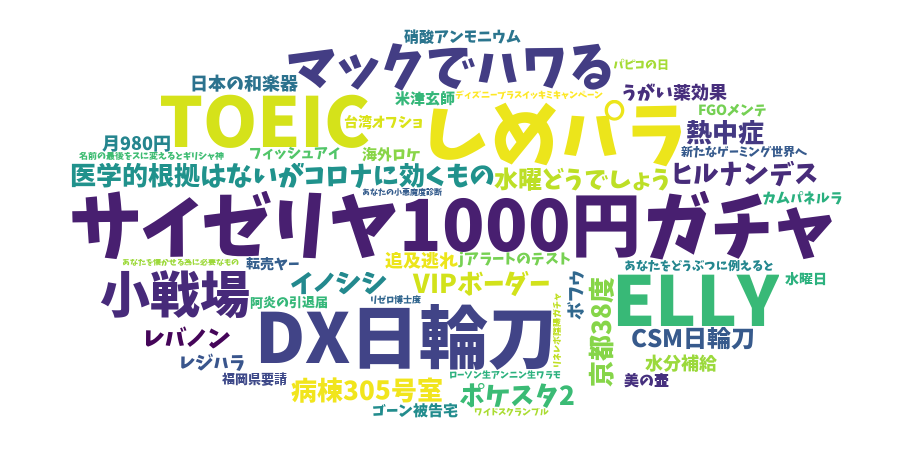 硝酸アンモニウム
マックでハワる
パピコの日
日本の和楽器
米津玄師
ディズニープラスイッキミキャンペーン
うがい薬効果
TOEIC
台湾オフショ
しめパラ
FGOメンテ
熱中症
月980円
名前の最後をスに変えるとギリシャ神
フィッシュアイ
海外ロケ
新たなゲーミング世界へ
医学的根拠はないがコロナに効くもの
水曜どうでしょう
ヒルナンデス
あなたの小悪魔度診断
カムパネルラ
サイゼリヤ1000円ガチャ
あなたを懐かせる為に必要なもの
転売ヤー
追及逃れ
Jアラートのテスト
あなたをどうぶつに例えると
小戦場
イノシシ
VIPボーダー
ボフウ
京都38度
ELLY
水曜日
阿炎の引退届
リゼロ博士度
レバノン
DX日輪刀
CSM日輪刀
レジハラ
水分補給
福岡県要請
病棟305号室
ローソン生アンニン生ワラモ
ポケスタ2
美の壷
ゴーン被告宅
ワイドスクランブル